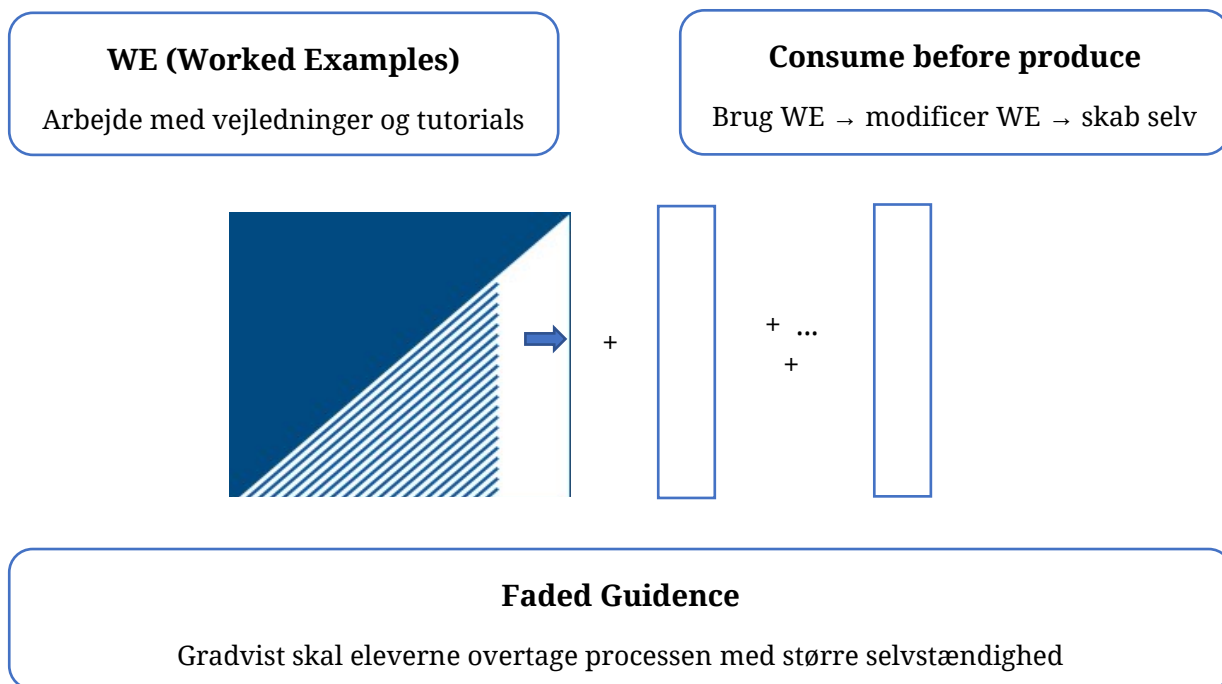 WE (Worked Examples)
Arbejde med vejledninger og tutorials
Consume before produce
Brug WE → modificer WE → skab selv
+
+ ...
+
Faded Guidence
Gradvist skal eleverne overtage processen med større selvstændighed